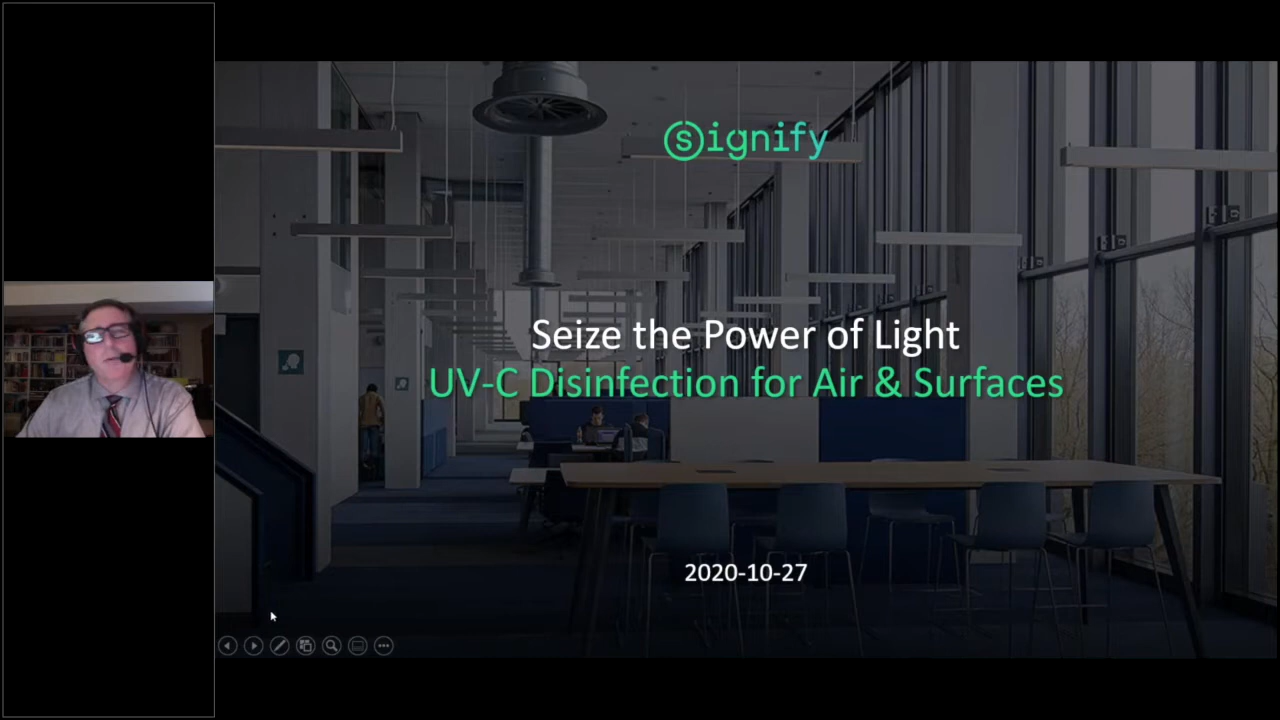 signify
Seize the Power of Light
UV-C Disinfection for Air & Surfaces
2020-10-27